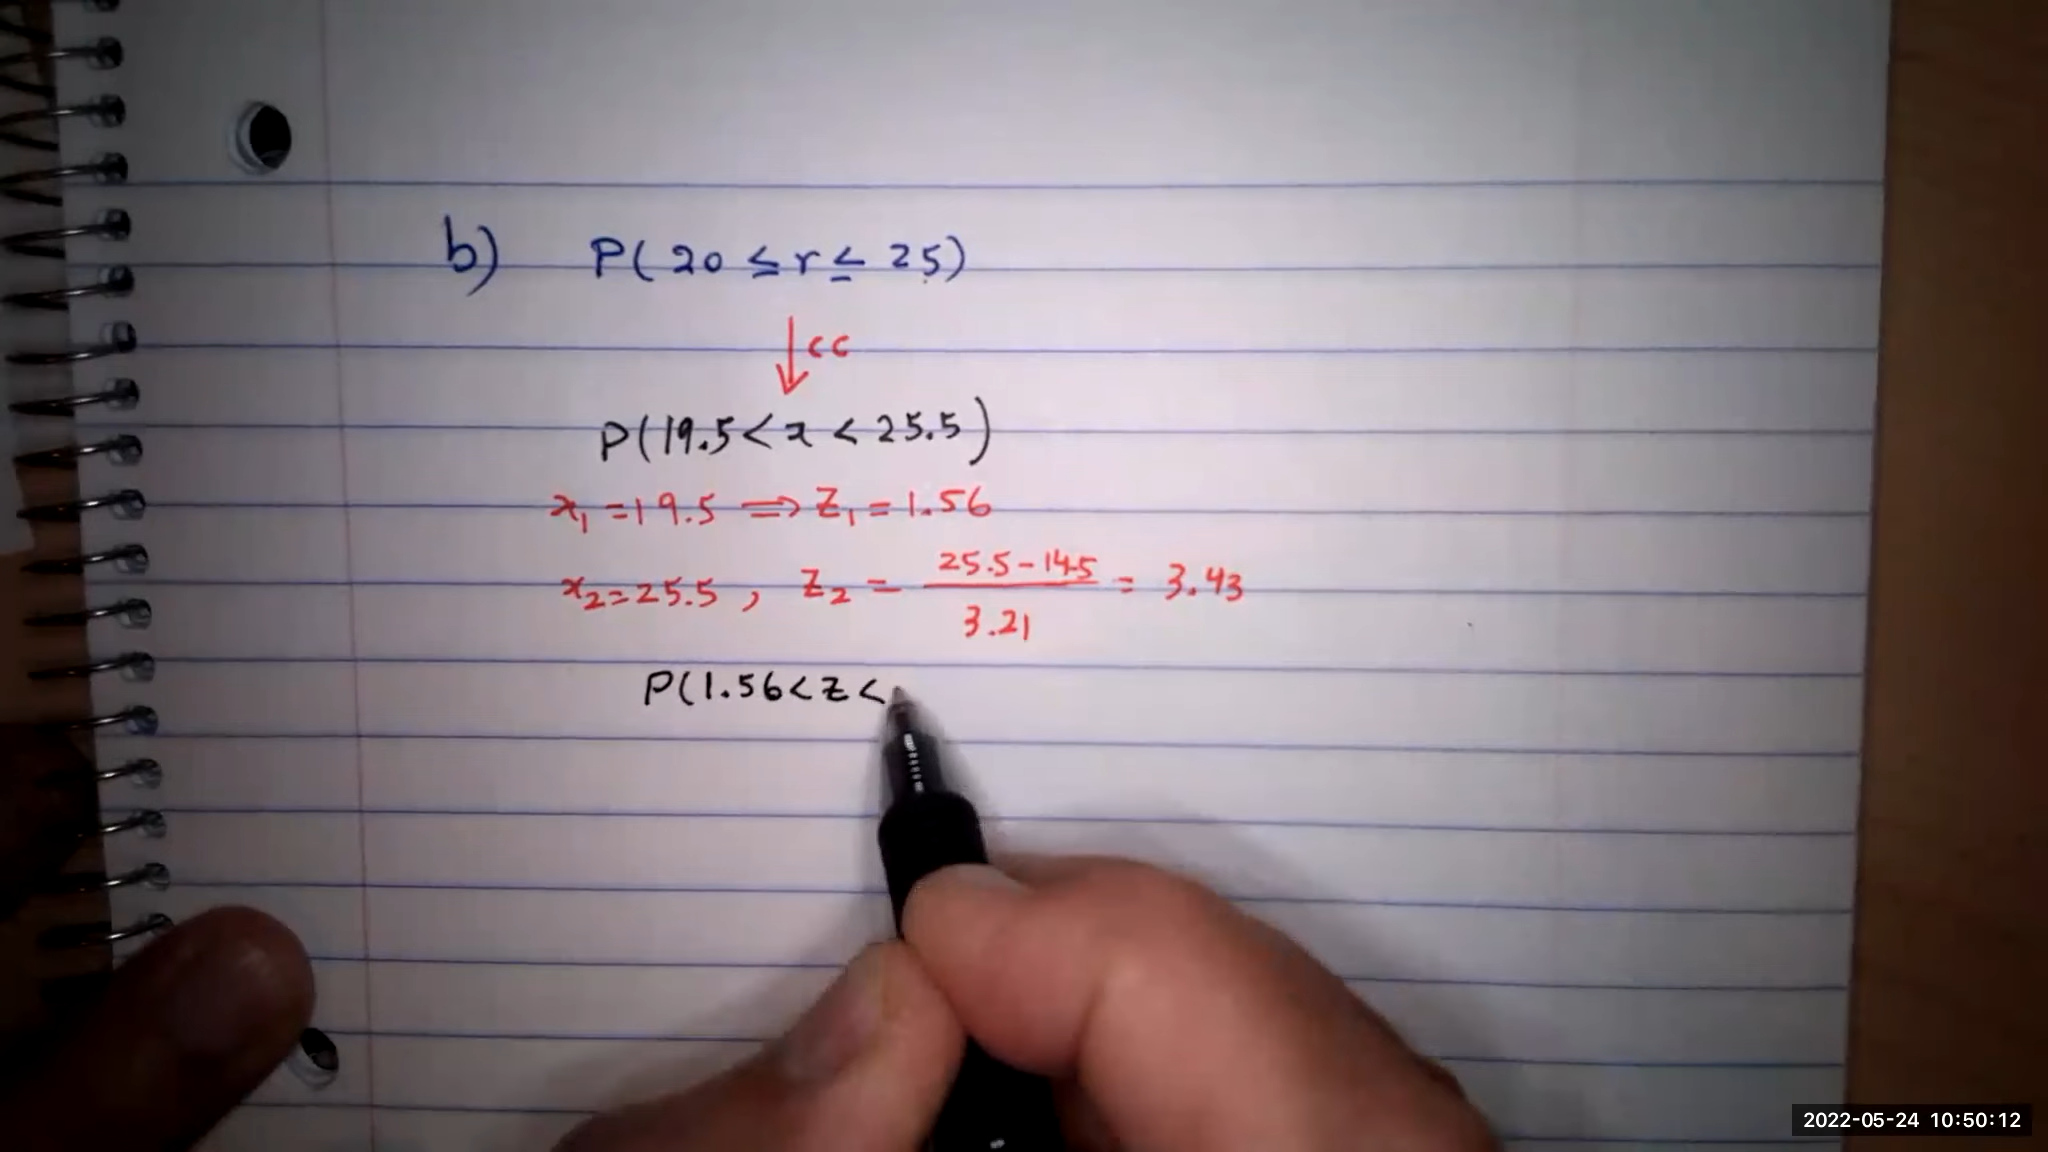 b) P( 20 ≤ r ≤ 25)
↓ CC
P(19.5 < x < 25.5)
x₁ = 19.5 ⟹ z₁ = 1.56
x₂ = 25.5 , z₂ = (25.5 - 14.5)/3.21 = 3.43
P(1.56 < z <
2022-05-24 10:50:12